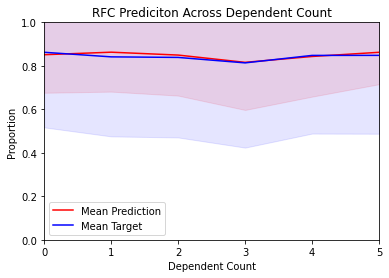 RFC Prediciton Across Dependent Count
1.0
0.8
0.6
0.4
0.2
0.0
Proportion
Mean Prediction
Mean Target
0 1 2 3 4 5
Dependent Count